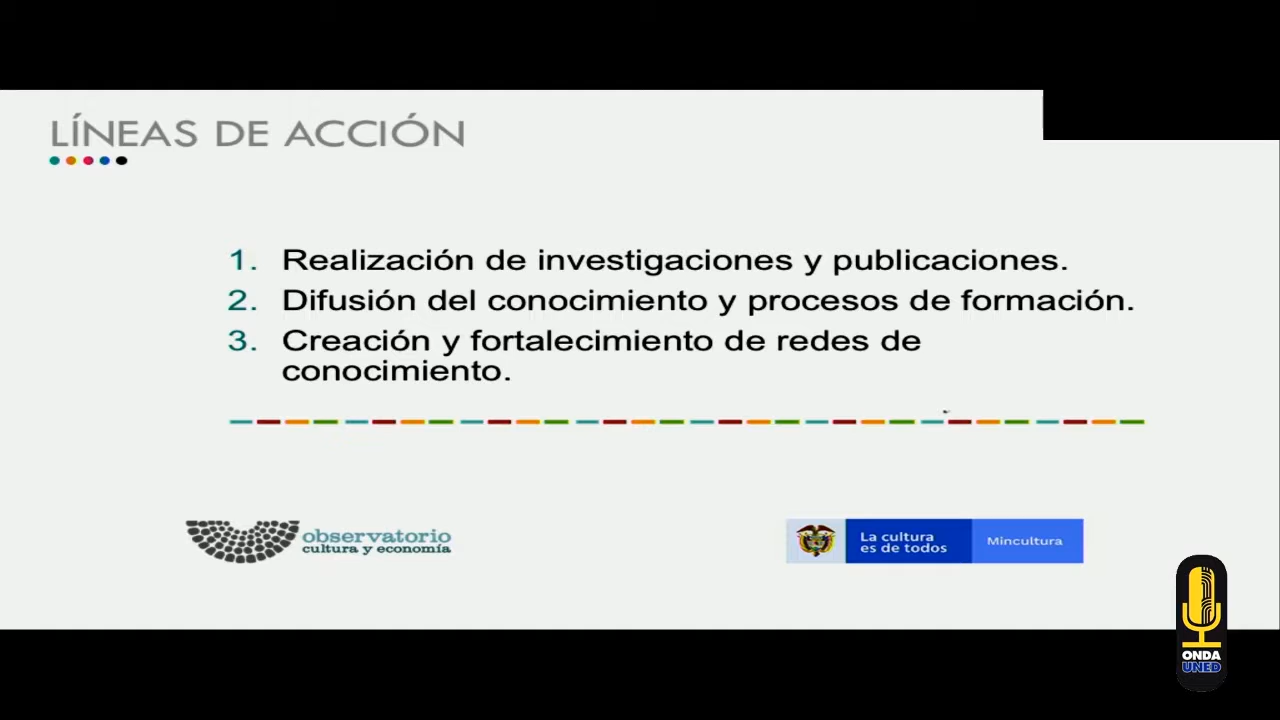 LÍNEAS DE ACCIÓN
1. Realización de investigaciones y publicaciones.
2. Difusión del conocimiento y procesos de formación.
3. Creación y fortalecimiento de redes de
conocimiento.
observatorio
cultura y economía
La cultura
es de todos
Mincultura
ONDA
UNED